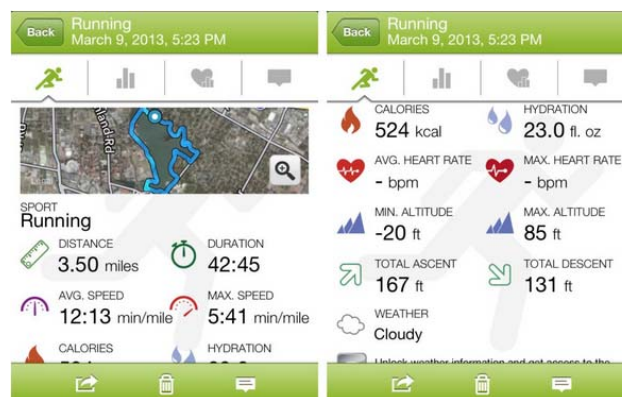 Back
Running
March 9, 2013, 5:23 PM
land Rd
SPORT
Running
DISTANCE
3.50 miles
DURATION
42:45
AVG. SPEED
12:13 min/mile
MAX. SPEED
5:41 min/mile
CALORIES
HYDRATION
Back
Running
March 9, 2013, 5:23 PM
CALORIES
524 kcal
HYDRATION
23.0 fl. oz
AVG. HEART RATE
- bpm
MAX. HEART RATE
- bpm
MIN. ALTITUDE
-20 ft
MAX. ALTITUDE
85 ft
TOTAL ASCENT
167 ft
TOTAL DESCENT
131 ft
WEATHER
Cloudy
Unlock weather information and get access to the